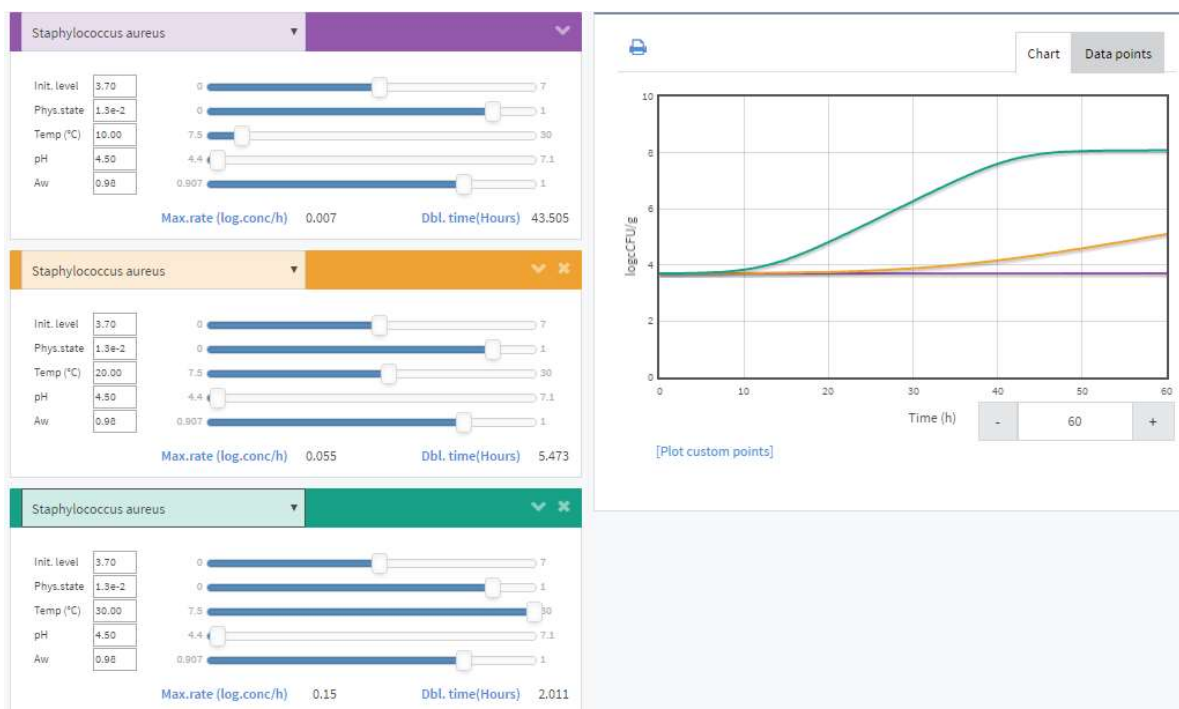 Staphylococcus aureus
Init. level 3.70 0 7
Phys.state 1.3e-2 0 1
Temp (°C) 10.00 7.5 30
pH 4.50 4.4 7.1
Aw 0.98 0.907 1
Max.rate (log.conc/h) 0.007 Dbl. time(Hours) 43.505
Staphylococcus aureus
Init. level 3.70 0 7
Phys.state 1.3e-2 0 1
Temp (°C) 20.00 7.5 30
pH 4.50 4.4 7.1
Aw 0.98 0.907 1
Max.rate (log.conc/h) 0.055 Dbl. time(Hours) 5.473
Staphylococcus aureus
Init. level 3.70 0 7
Phys.state 1.3e-2 0 1
Temp (°C) 30.00 7.5 30
pH 4.50 4.4 7.1
Aw 0.98 0.907 1
Max.rate (log.conc/h) 0.15 Dbl. time(Hours) 2.011
Chart Data points
10
8
6
4
2
0
logcCFU/g
0 10 20 30 40 50 60
Time (h) - 60 +
[Plot custom points]